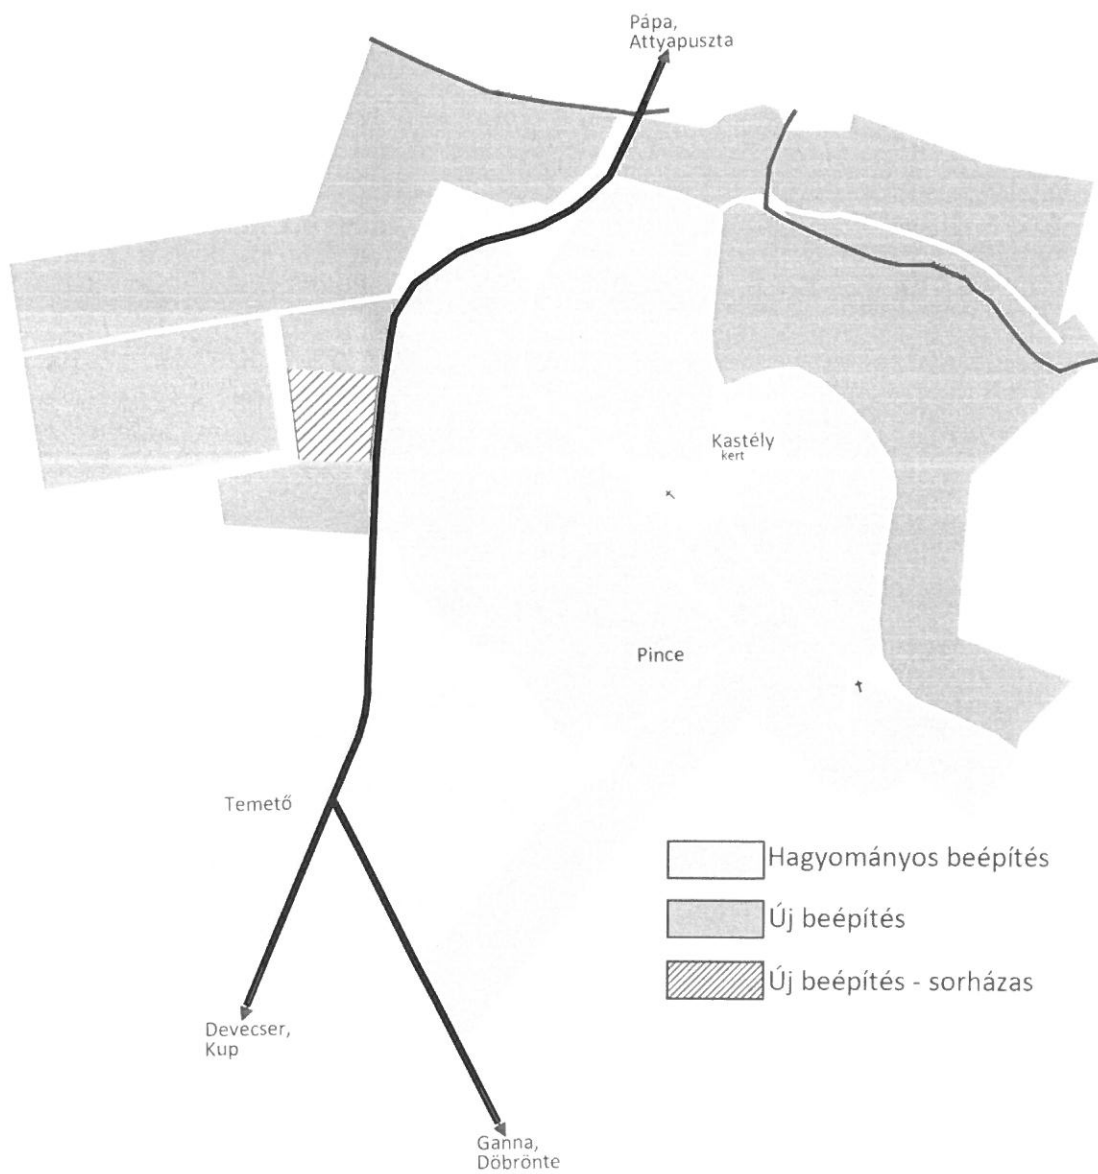 Pápa,
Attyapuszta
Kastély
kert
Pince
Temető
Hagyományos beépítés
Új beépítés
Új beépítés - sorházas
Devecser,
Kup
Ganna,
Döbrönte